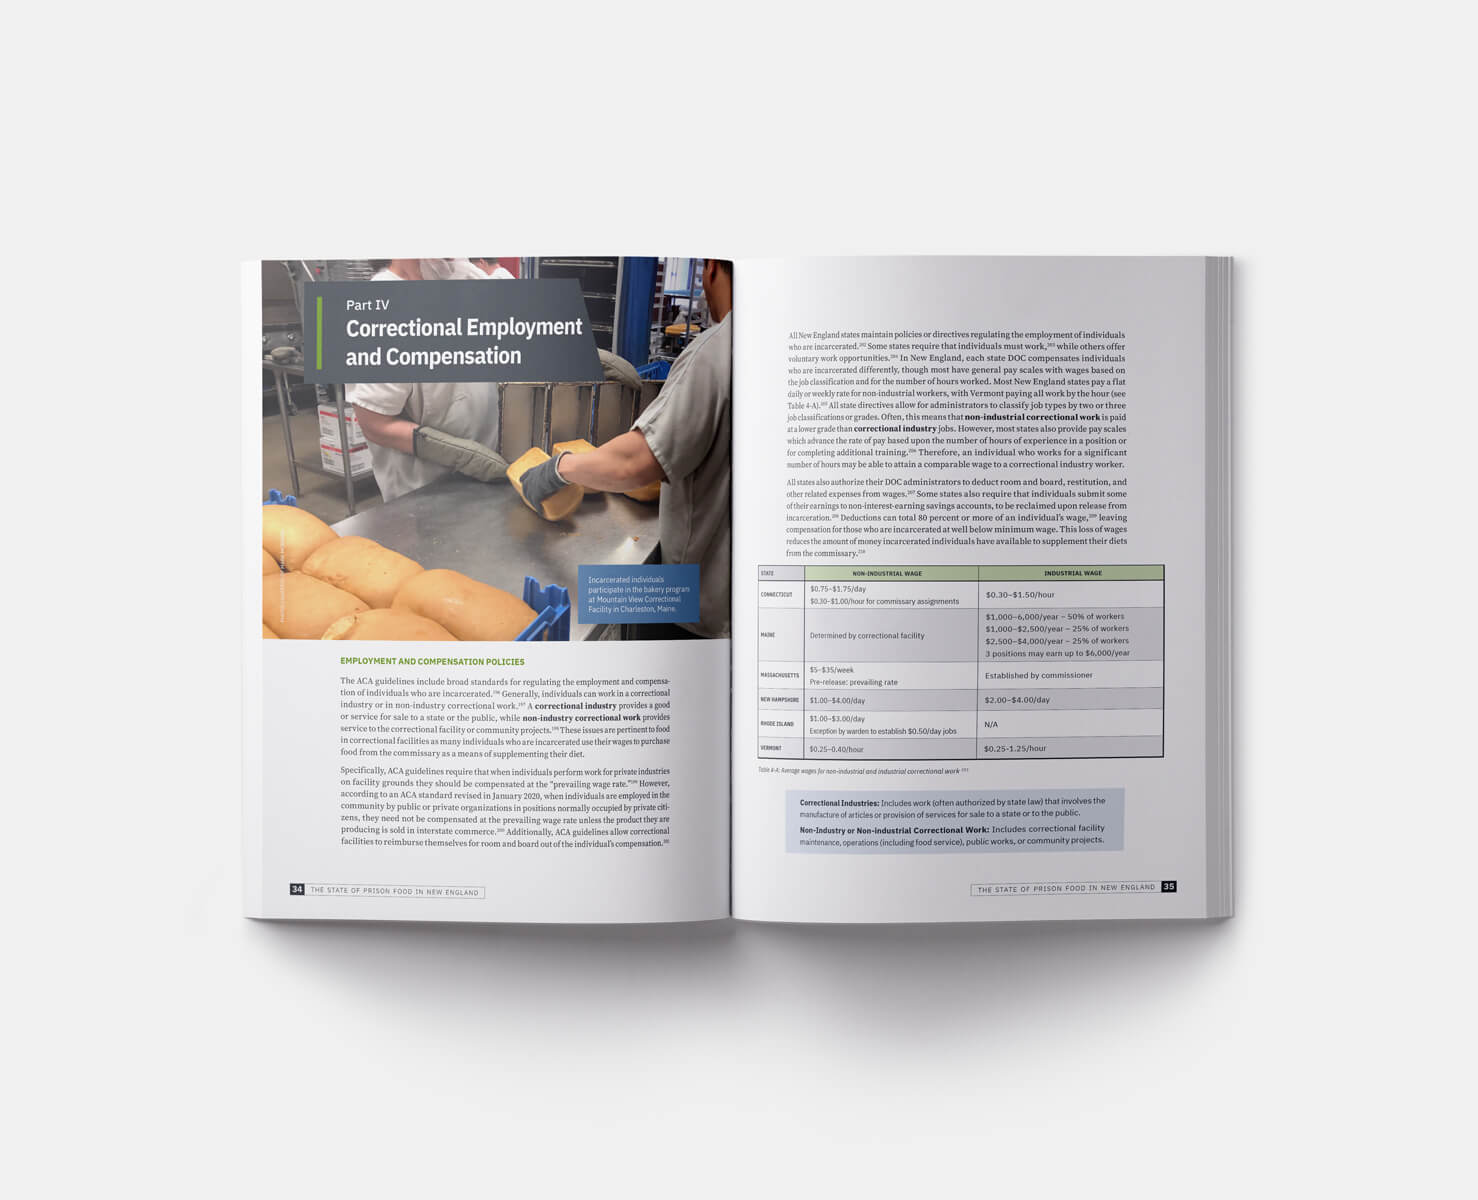 Part IV
Correctional Employment
and Compensation
Incarcerated individuals
participate in the bakery program
at Mountain View Correctional
Facility in Charleston, Maine.
EMPLOYMENT AND COMPENSATION POLICIES
The ACA guidelines include broad standards for regulating the employment and compensa-
tion of individuals who are incarcerated.¹⁹⁶ Generally, individuals can work in a correctional
industry or in non-industry correctional work.¹⁹⁷ A correctional industry provides a good
or service for sale to a state or the public, while non-industry correctional work provides
service to the correctional facility or community projects.¹⁹⁸ These issues are pertinent to food
in correctional facilities as many individuals who are incarcerated use their wages to purchase
food from the commissary as a means of supplementing their diet.
Specifically, ACA guidelines require that when individuals perform work for private industries
on facility grounds they should be compensated at the "prevailing wage rate."¹⁹⁹ However,
according to an ACA standard revised in January 2020, when individuals are employed in the
community by public or private organizations in positions normally occupied by private citi-
zens, they need not be compensated at the prevailing wage rate unless the product they are
producing is sold in interstate commerce.²⁰⁰ Additionally, ACA guidelines allow correctional
facilities to reimburse themselves for room and board out of the individual's compensation.²⁰¹
34 THE STATE OF PRISON FOOD IN NEW ENGLAND
All New England states maintain policies or directives regulating the employment of individuals
who are incarcerated.²⁰² Some states require that individuals must work,²⁰³ while others offer
voluntary work opportunities.²⁰⁴ In New England, each state DOC compensates individuals
who are incarcerated differently, though most have general pay scales with wages based on
the job classification and for the number of hours worked. Most New England states pay a flat
daily or weekly rate for non-industrial workers, with Vermont paying all work by the hour (see
Table 4-A).²⁰⁵ All state directives allow for administrators to classify job types by two or three
job classifications or grades. Often, this means that non-industrial correctional work is paid
at a lower grade than correctional industry jobs. However, most states also provide pay scales
which advance the rate of pay based upon the number of hours of experience in a position or
for completing additional training.²⁰⁶ Therefore, an individual who works for a significant
number of hours may be able to attain a comparable wage to a correctional industry worker.
All states also authorize their DOC administrators to deduct room and board, restitution, and
other related expenses from wages.²⁰⁷ Some states also require that individuals submit some
of their earnings to non-interest-earning savings accounts, to be reclaimed upon release from
incarceration.²⁰⁸ Deductions can total 80 percent or more of an individual's wage,²⁰⁹ leaving
compensation for those who are incarcerated at well below minimum wage. This loss of wages
reduces the amount of money incarcerated individuals have available to supplement their diets
from the commissary.²¹⁰
STATE NON-INDUSTRIAL WAGE INDUSTRIAL WAGE
CONNECTICUT
$0.75–$1.75/day
$0.30–$1.00/hour for commissary assignments
$0.30–$1.50/hour
MAINE
Determined by correctional facility
$1,000–6,000/year – 50% of workers
$1,000–$2,500/year – 25% of workers
$2,500–$4,000/year – 25% of workers
3 positions may earn up to $6,000/year
MASSACHUSETTS
$5–$35/week
Pre-release: prevailing rate
Established by commissioner
NEW HAMPSHIRE $1.00–$4.00/day $2.00–$4.00/day
RHODE ISLAND
$1.00–$3.00/day
Exception by warden to establish $0.50/day jobs
N/A
VERMONT $0.25–0.40/hour $0.25-1.25/hour
Table 4-A: Average wages for non-industrial and industrial correctional work
Correctional Industries: Includes work (often authorized by state law) that involves the
manufacture of articles or provision of services for sale to a state or to the public.
Non-Industry or Non-industrial Correctional Work: Includes correctional facility
maintenance, operations (including food service), public works, or community projects.
THE STATE OF PRISON FOOD IN NEW ENGLAND 35